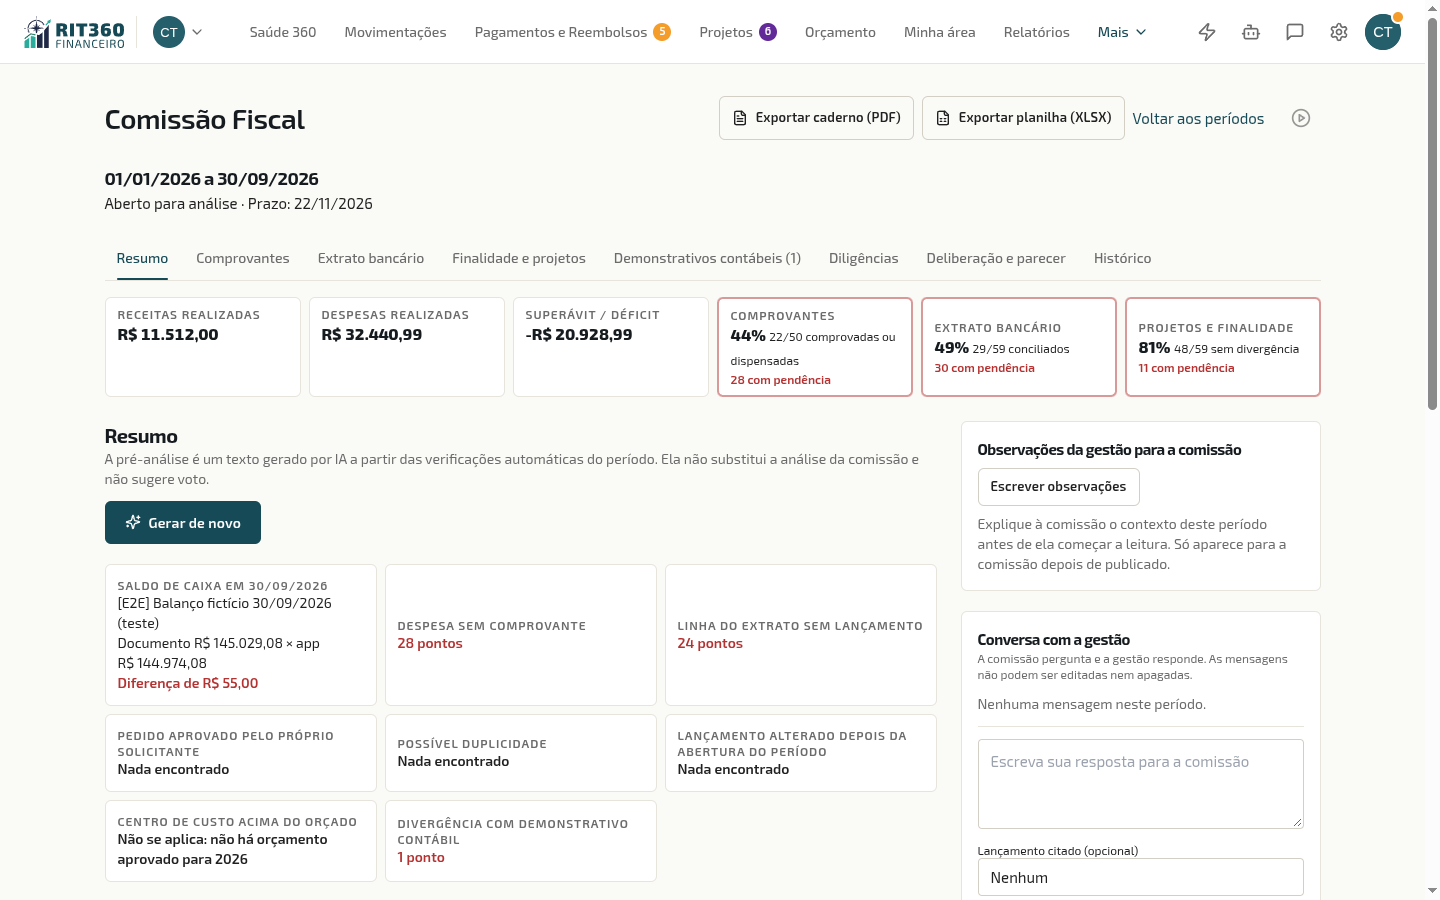 RIT360
FINANCEIRO
CT
Saúde 360
Movimentações
Pagamentos e Reembolsos 5
Projetos 6
Orçamento
Minha área
Relatórios
Mais
CT
Comissão Fiscal
Exportar caderno (PDF)
Exportar planilha (XLSX)
Voltar aos períodos
01/01/2026 a 30/09/2026
Aberto para análise · Prazo: 22/11/2026
Resumo
Comprovantes
Extrato bancário
Finalidade e projetos
Demonstrativos contábeis (1)
Diligências
Deliberação e parecer
Histórico
RECEITAS REALIZADAS
R$ 11.512,00
DESPESAS REALIZADAS
R$ 32.440,99
SUPERÁVIT / DÉFICIT
-R$ 20.928,99
COMPROVANTES
44% 22/50 comprovadas ou
dispensadas
28 com pendência
EXTRATO BANCÁRIO
49% 29/59 conciliados
30 com pendência
PROJETOS E FINALIDADE
81% 48/59 sem divergência
11 com pendência
Resumo
A pré-análise é um texto gerado por IA a partir das verificações automáticas do período. Ela não substitui a análise da comissão e
não sugere voto.
Gerar de novo
SALDO DE CAIXA EM 30/09/2026
[E2E] Balanço fictício 30/09/2026
(teste)
Documento R$ 145.029,08 × app
R$ 144.974,08
Diferença de R$ 55,00
DESPESA SEM COMPROVANTE
28 pontos
LINHA DO EXTRATO SEM LANÇAMENTO
24 pontos
PEDIDO APROVADO PELO PRÓPRIO
SOLICITANTE
Nada encontrado
POSSÍVEL DUPLICIDADE
Nada encontrado
LANÇAMENTO ALTERADO DEPOIS DA
ABERTURA DO PERÍODO
Nada encontrado
CENTRO DE CUSTO ACIMA DO ORÇADO
Não se aplica: não há orçamento
aprovado para 2026
DIVERGÊNCIA COM DEMONSTRATIVO
CONTÁBIL
1 ponto
Observações da gestão para a comissão
Escrever observações
Explique à comissão o contexto deste período
antes de ela começar a leitura. Só aparece para a
comissão depois de publicado.
Conversa com a gestão
A comissão pergunta e a gestão responde. As mensagens
não podem ser editadas nem apagadas.
Nenhuma mensagem neste período.
Escreva sua resposta para a comissão
Lançamento citado (opcional)
Nenhum